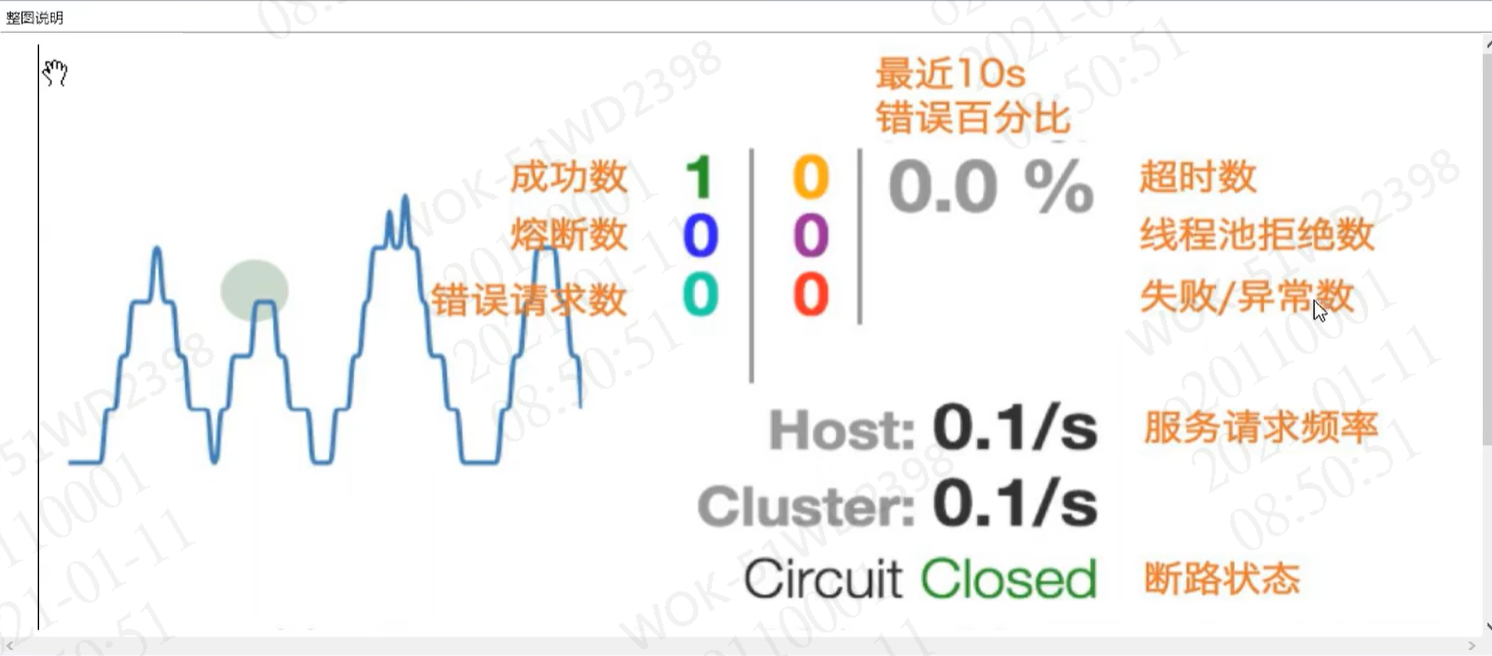 整图说明
最近10s
错误百分比
成功数 1 0 0.0 % 超时数
熔断数 0 0 线程池拒绝数
错误请求数 0 0 失败/异常数
Host: 0.1/s 服务请求频率
Cluster: 0.1/s
Circuit Closed 断路状态
WOK-51WD2398
20110001
2021-01-11
08:50:51